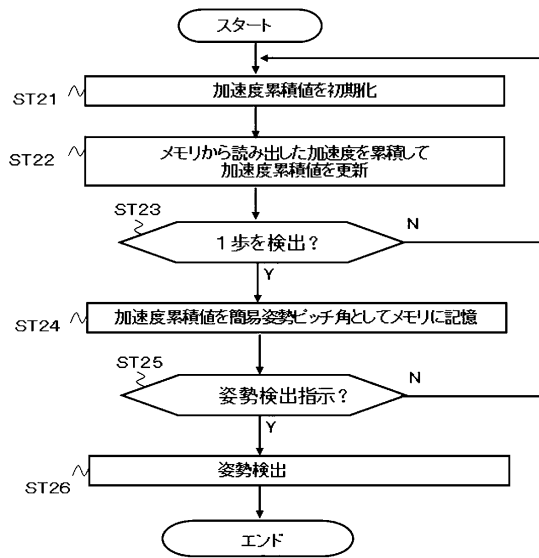 スタート
ST21
加速度累積値を初期化
ST22
メモリから読み出した加速度を累積して
加速度累積値を更新
ST23
1歩を検出?
N
Y
ST24
加速度累積値を簡易姿勢ピッチ角としてメモリに記憶
ST25
姿勢検出指示?
N
Y
ST26
姿勢検出
エンド